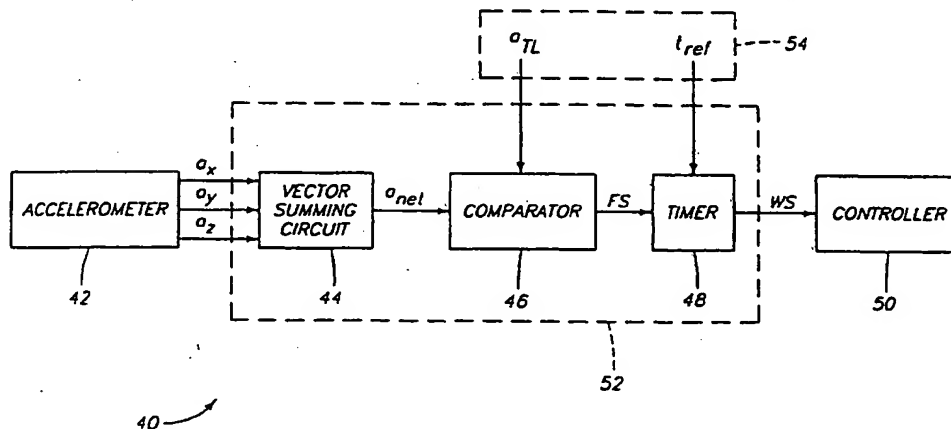 a_TL
t_ref
54
a_x
a_y
a_z
ACCELEROMETER
VECTOR
SUMMING
CIRCUIT
a_net
COMPARATOR
FS
TIMER
WS
CONTROLLER
42
44
46
48
50
52
40